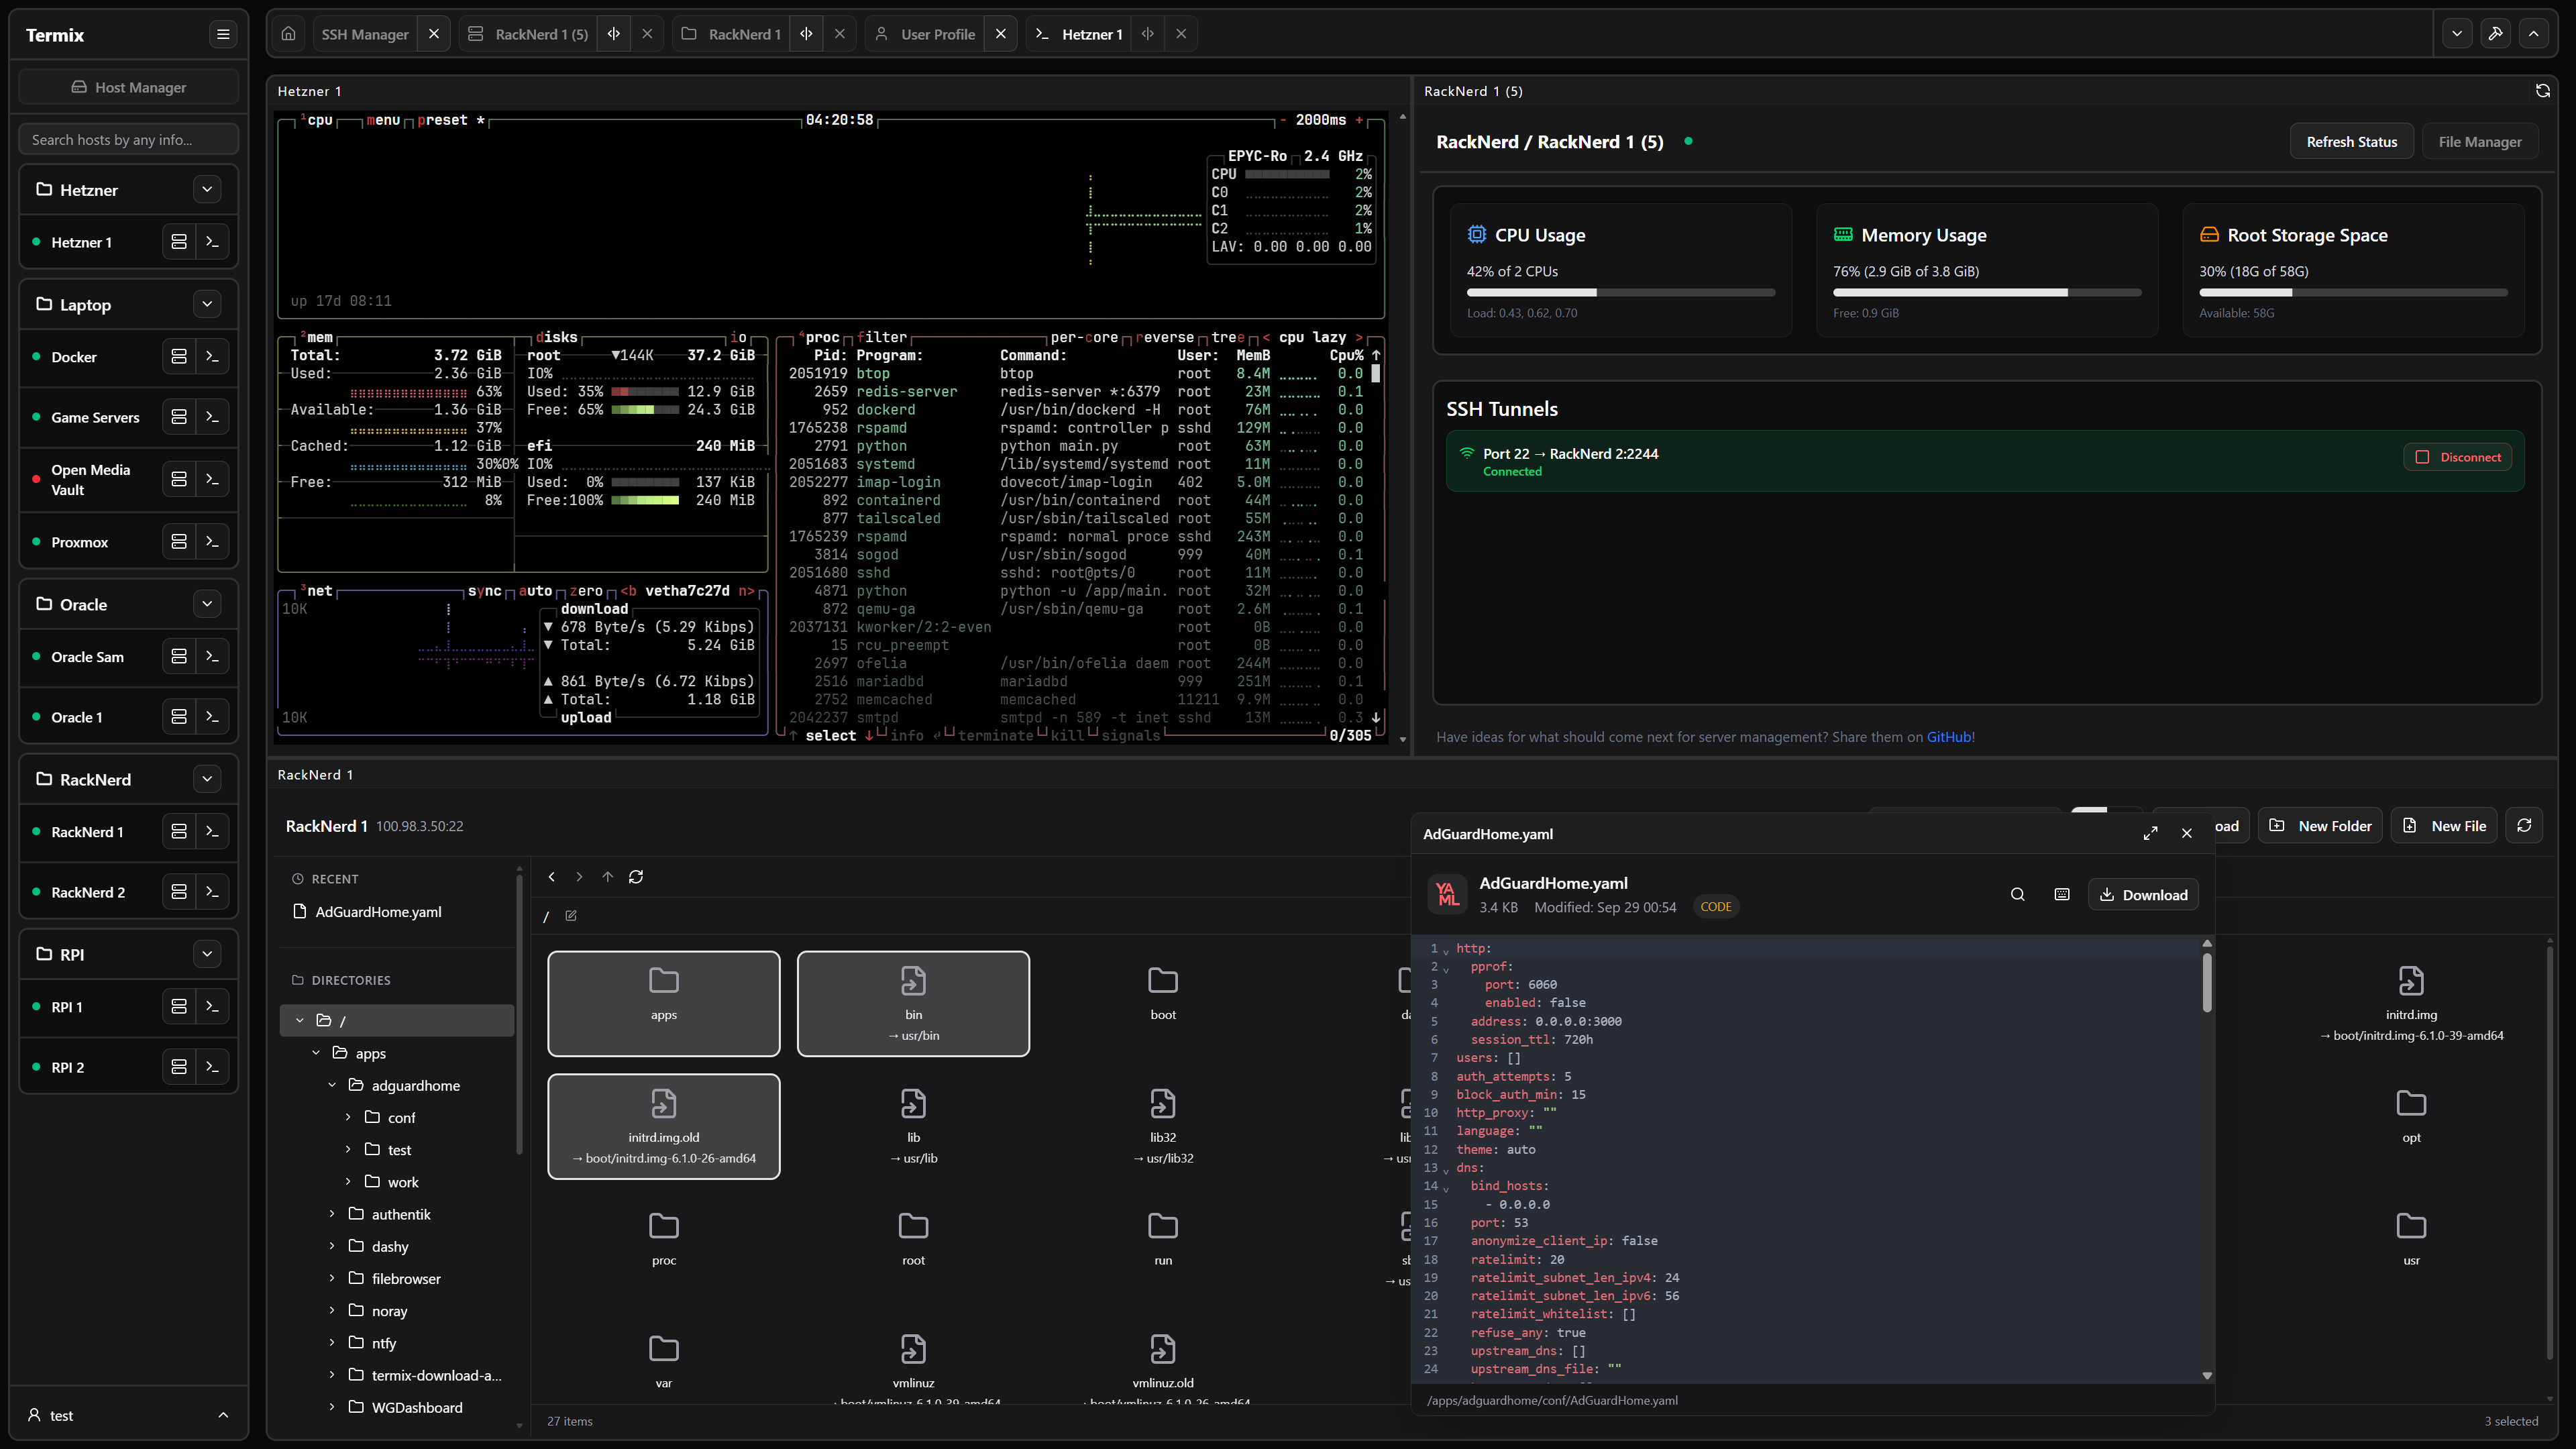 Termix
Host Manager
Search hosts by any info...
Hetzner
Hetzner 1
Laptop
Docker
Game Servers
Open Media
Vault
Proxmox
Oracle
Oracle Sam
Oracle 1
RackNerd
RackNerd 1
RackNerd 2
RPI
RPI 1
RPI 2
test
SSH Manager
RackNerd 1 (5)
RackNerd 1
User Profile
Hetzner 1
Hetzner 1
1cpu menu preset * 04:20:58 - 2000ms +
EPYC-Ro 2.4 GHz
CPU 2%
C0 2%
C1 2%
C2 1%
LAV: 0.00 0.00 0.00
up 17d 08:11
2mem
Total: 3.72 GiB
Used: 2.36 GiB
63%
Available: 1.36 GiB
37%
Cached: 1.12 GiB
30%
Free: 312 MiB
8%
disks io
root ▼144K 37.2 GiB
IO%
Used: 35% 12.9 GiB
Free: 65% 24.3 GiB
efi 240 MiB
0% IO%
Used: 0% 137 KiB
Free:100% 240 MiB
3net sync auto zero <b vetha7c27d n>
10K
download
▼ 678 Byte/s (5.29 Kibps)
▼ Total: 5.24 GiB
▲ 861 Byte/s (6.72 Kibps)
▲ Total: 1.18 GiB
upload
10K
4proc filter per-core reverse tree < cpu lazy >
Pid: Program: Command: User: MemB Cpu% ↑
2051919 btop btop root 8.4M 0.0
2659 redis-server redis-server *:6379 root 23M 0.1
952 dockerd /usr/bin/dockerd -H root 76M 0.0
1765238 rspamd rspamd: controller p sshd 129M 0.0
2791 python python main.py root 63M 0.0
2051683 systemd /lib/systemd/systemd root 11M 0.0
2052277 imap-login dovecot/imap-login 402 5.0M 0.0
892 containerd /usr/bin/containerd root 44M 0.0
877 tailscaled /usr/sbin/tailscaled root 55M 0.0
1765239 rspamd rspamd: normal proce sshd 243M 0.0
3814 sogod /usr/sbin/sogod 999 40M 0.1
2051680 sshd sshd: root@pts/0 root 11M 0.0
4871 python python -u /app/main. root 32M 0.0
872 qemu-ga /usr/sbin/qemu-ga root 2.6M 0.1
2037131 kworker/2:2-even root 0B 0.0
15 rcu_preempt root 0B 0.0
2697 ofelia /usr/bin/ofelia daem root 244M 0.0
2516 mariadbd mariadbd 999 251M 0.1
2752 memcached memcached 11211 9.9M 0.0
2042237 smtpd smtpd -n 589 -t inet sshd 13M 0.3 ↓
↑ select ↓ info ↲ terminate kill signals 0/305
RackNerd 1 (5)
RackNerd / RackNerd 1 (5)
Refresh Status
File Manager
CPU Usage
42% of 2 CPUs
Load: 0.43, 0.62, 0.70
Memory Usage
76% (2.9 GiB of 3.8 GiB)
Free: 0.9 GiB
Root Storage Space
30% (18G of 58G)
Available: 58G
SSH Tunnels
Port 22 → RackNerd 2:2244
Connected
Disconnect
Have ideas for what should come next for server management? Share them on GitHub!
RackNerd 1
RackNerd 1 100.98.3.50:22
oad
New Folder
New File
RECENT
AdGuardHome.yaml
DIRECTORIES
/
apps
adguardhome
conf
test
work
authentik
dashy
filebrowser
noray
ntfy
termix-download-a...
WGDashboard
/
apps
bin
→ usr/bin
boot
initrd.img
→ boot/initrd.img-6.1.0-39-amd64
initrd.img.old
→ boot/initrd.img-6.1.0-26-amd64
lib
→ usr/lib
lib32
→ usr/lib32
opt
proc
root
run
usr
var
vmlinuz
→ boot/vmlinuz-6.1.0-39-amd64
vmlinuz.old
→ boot/vmlinuz-6.1.0-26-amd64
27 items
3 selected
AdGuardHome.yaml
YAML
AdGuardHome.yaml
3.4 KB Modified: Sep 29 00:54 CODE
Download
1 http:
2 pprof:
3 port: 6060
4 enabled: false
5 address: 0.0.0.0:3000
6 session_ttl: 720h
7 users: []
8 auth_attempts: 5
9 block_auth_min: 15
10 http_proxy: ""
11 language: ""
12 theme: auto
13 dns:
14 bind_hosts:
15 - 0.0.0.0
16 port: 53
17 anonymize_client_ip: false
18 ratelimit: 20
19 ratelimit_subnet_len_ipv4: 24
20 ratelimit_subnet_len_ipv6: 56
21 ratelimit_whitelist: []
22 refuse_any: true
23 upstream_dns: []
24 upstream_dns_file: ""
/apps/adguardhome/conf/AdGuardHome.yaml